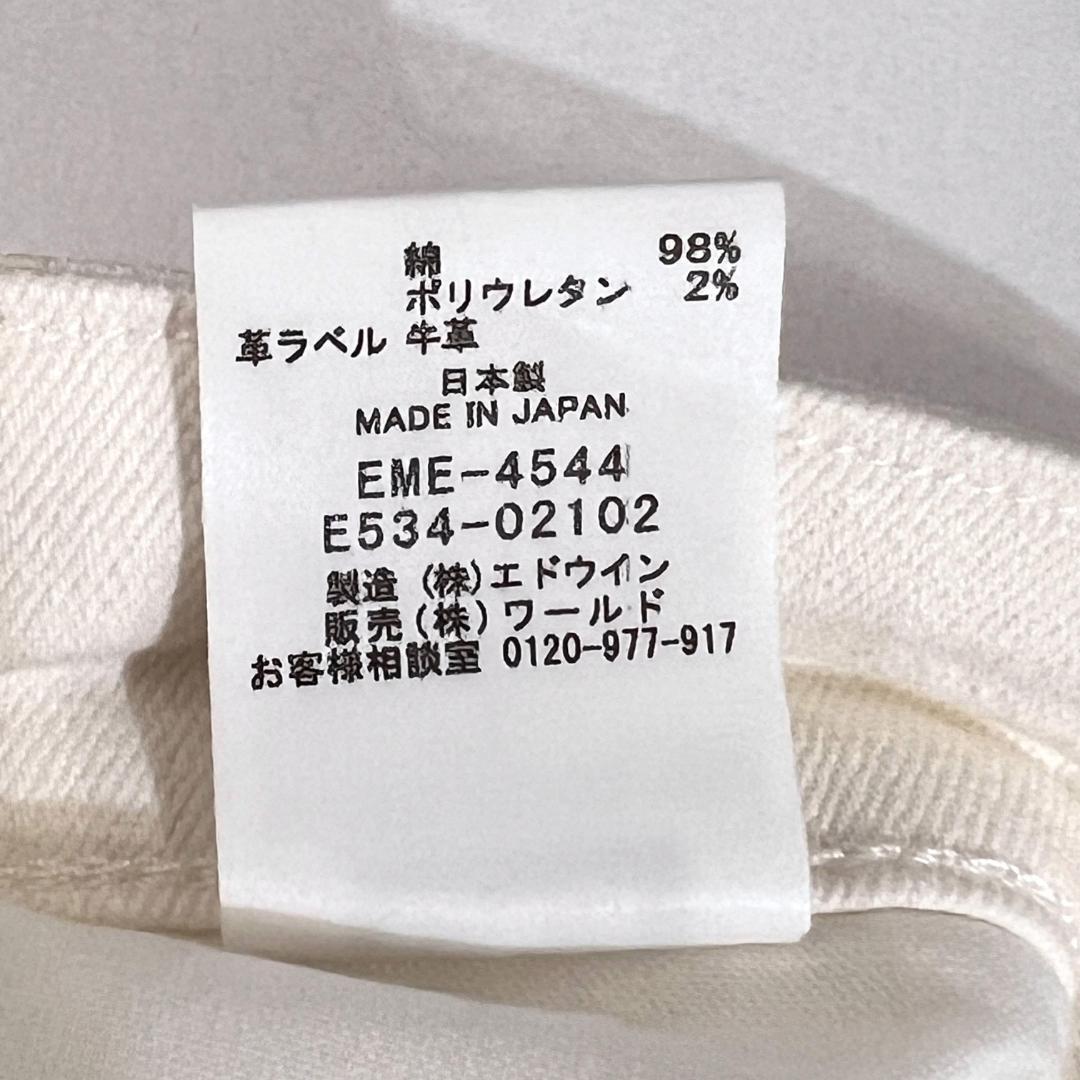 綿 98%
ポリウレタン 2%
革ラベル 牛革
日本製
MADE IN JAPAN
EME-4544
E534-02102
製造 (株)エドウイン
販売(株)ワールド
お客様相談室 0120-977-917